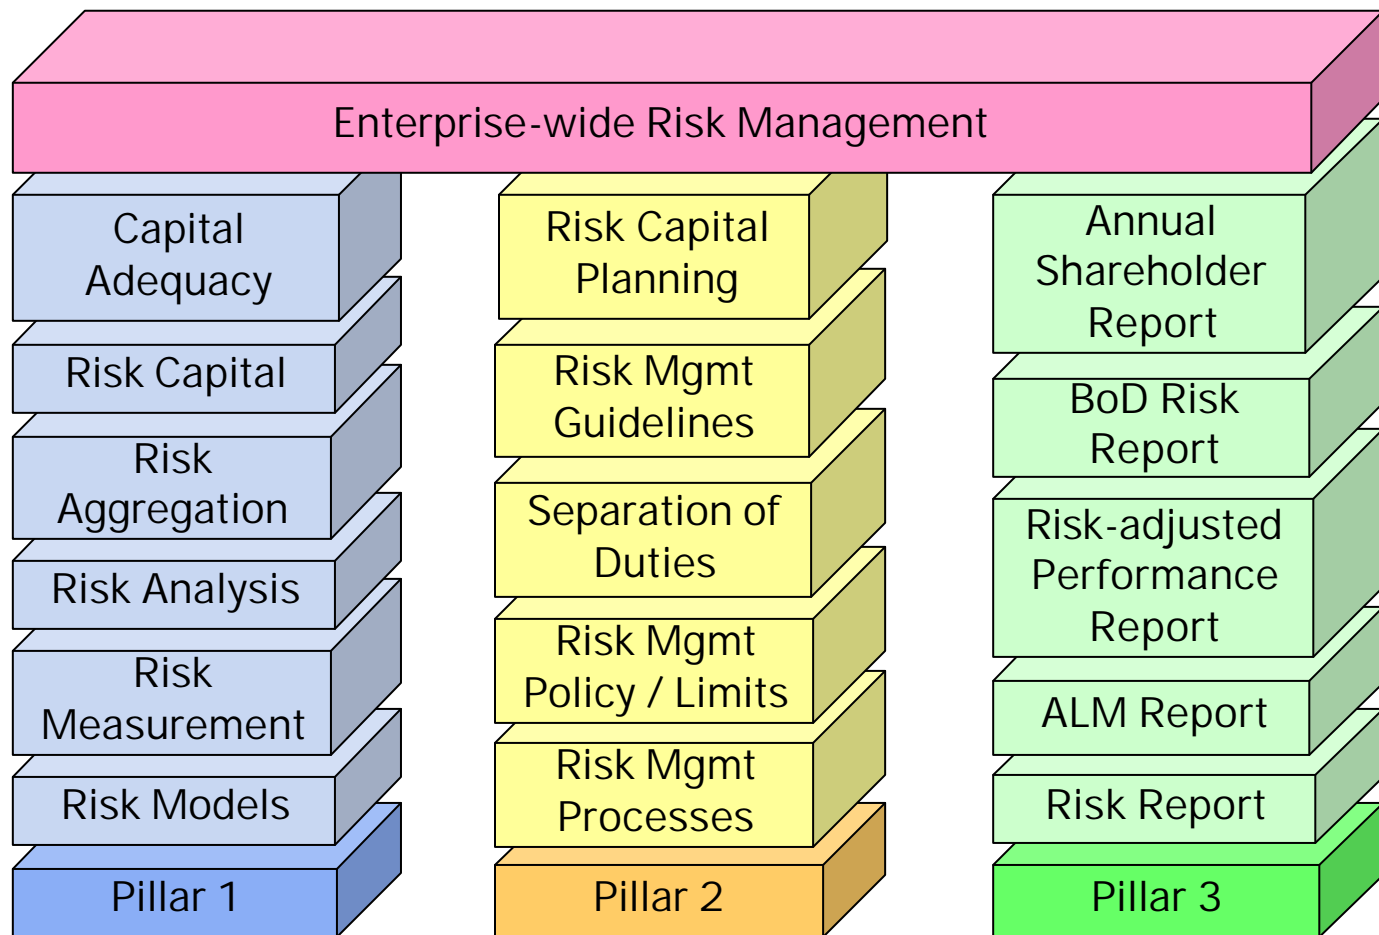 Enterprise-wide Risk Management
Capital
Adequacy
Risk Capital
Risk
Aggregation
Risk Analysis
Risk
Measurement
Risk Models
Pillar 1
Risk Capital
Planning
Risk Mgmt
Guidelines
Separation of
Duties
Risk Mgmt
Policy / Limits
Risk Mgmt
Processes
Pillar 2
Annual
Shareholder
Report
BoD Risk
Report
Risk-adjusted
Performance
Report
ALM Report
Risk Report
Pillar 3